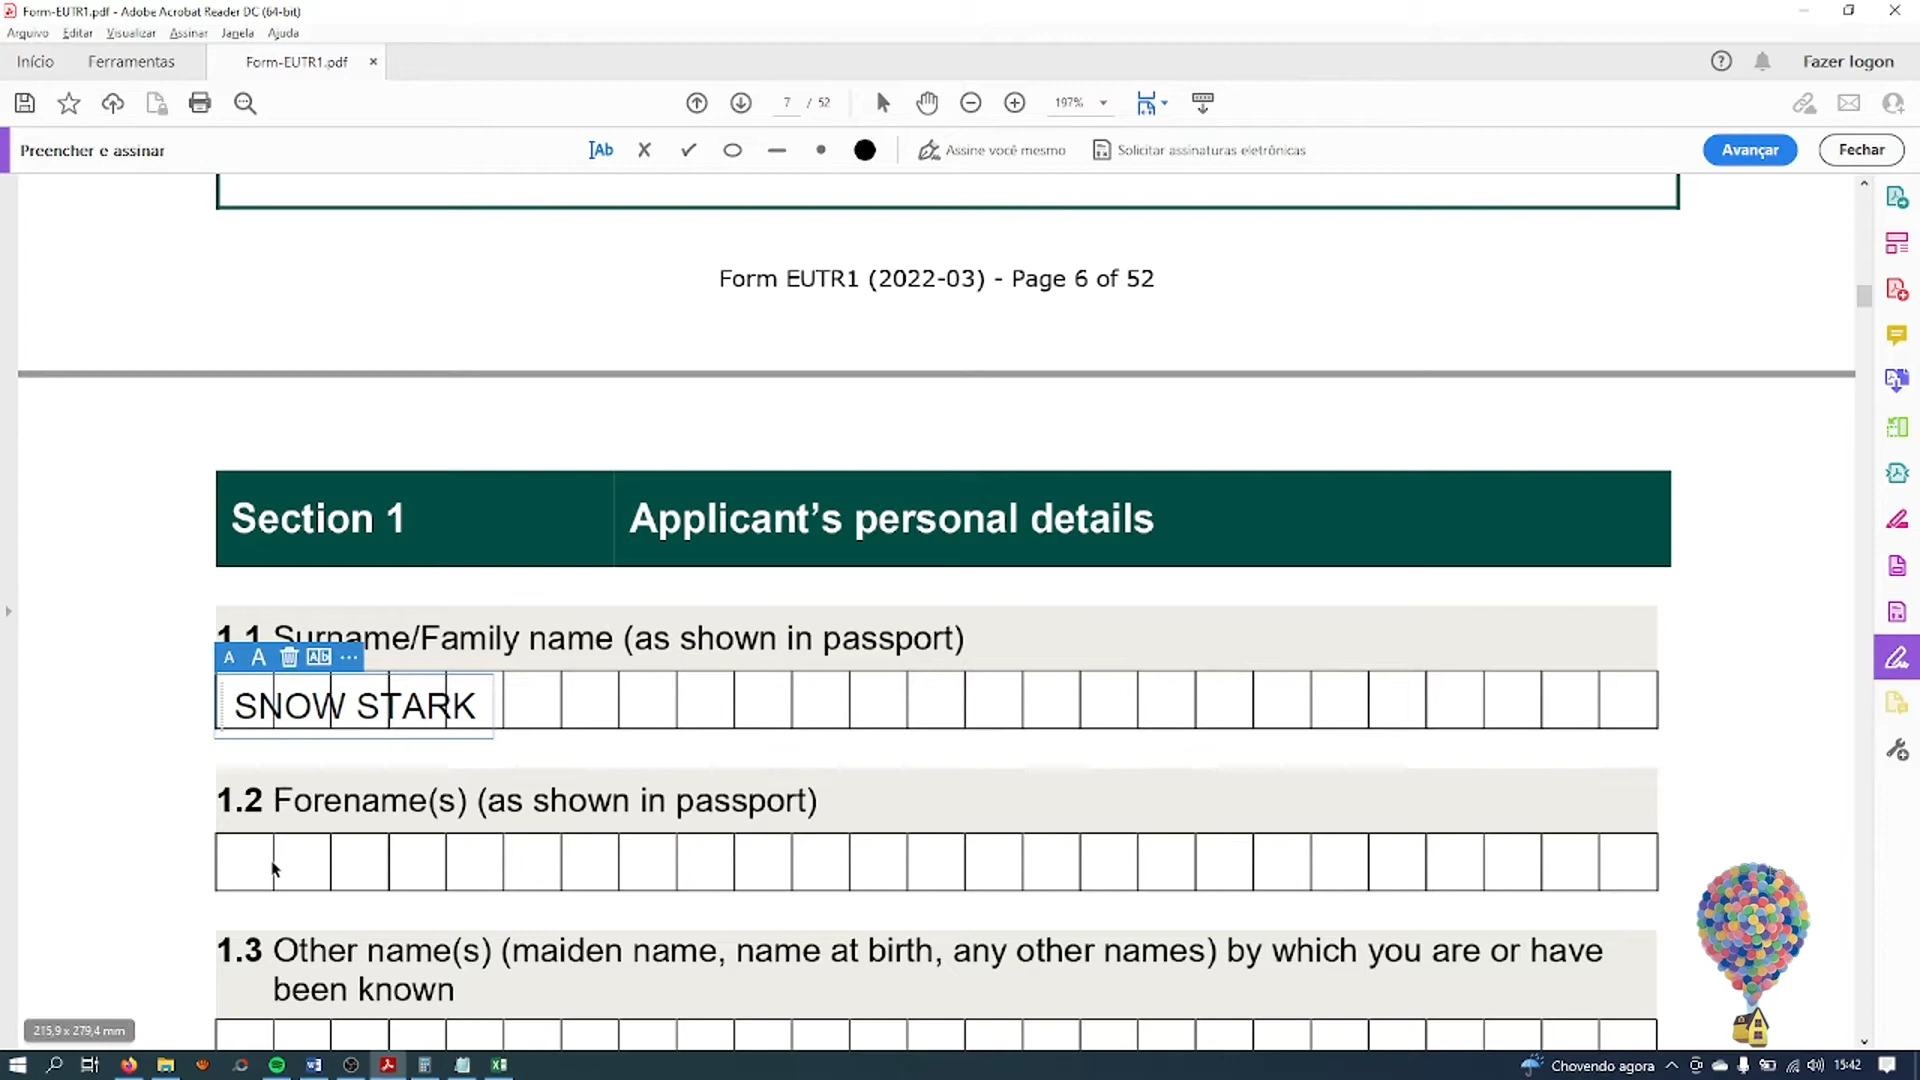 Form-EUTR1.pdf - Adobe Acrobat Reader DC (64-bit)
Arquivo Editar Visualizar Assinar Janela Ajuda
Início Ferramentas Form-EUTR1.pdf × Fazer logon
7 / 52 197%
Preencher e assinar Ab Assine você mesmo Solicitar assinaturas eletrônicas Avançar Fechar
Form EUTR1 (2022-03) - Page 6 of 52
Section 1 Applicant’s personal details
1.1 Surname/Family name (as shown in passport)
A A Ab ...
SNOW STARK
1.2 Forename(s) (as shown in passport)
1.3 Other name(s) (maiden name, name at birth, any other names) by which you are or have
been known
215,9 x 279,4 mm
Chovendo agora 15:42